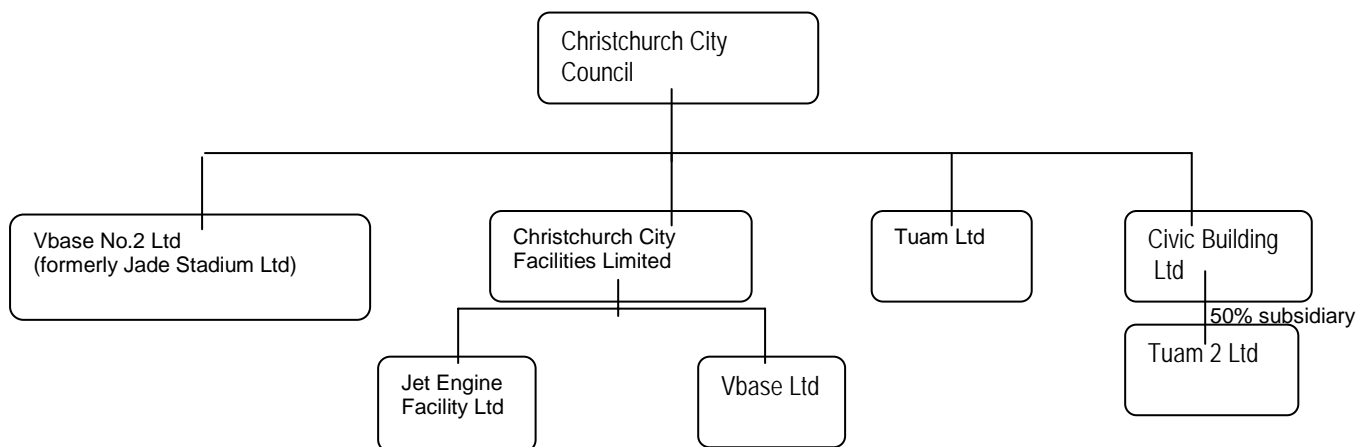 Christchurch City
Council
Vbase No.2 Ltd
(formerly Jade Stadium Ltd)
Christchurch City
Facilities Limited
Tuam Ltd
Civic Building
Ltd
50% subsidiary
Jet Engine
Facility Ltd
Vbase Ltd
Tuam 2 Ltd